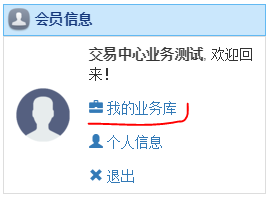 会员信息
交易中心业务测试, 欢迎回
来！
我的业务库
个人信息
退出